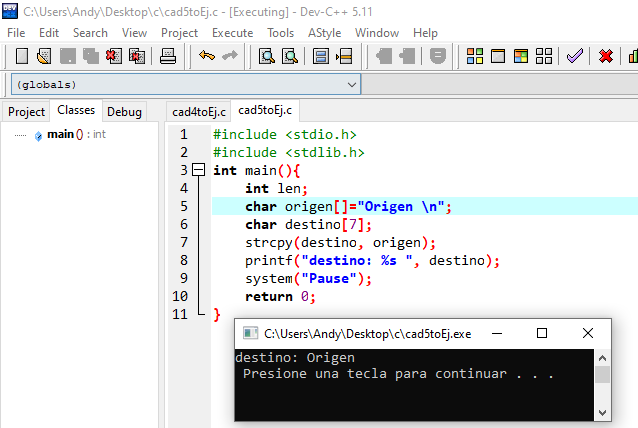 C:\Users\Andy\Desktop\c\cad5toEj.c - [Executing] - Dev-C++ 5.11
File Edit Search View Project Execute Tools AStyle Window Help
(globals)
Project Classes Debug cad4toEj.c cad5toEj.c
main () : int
1 #include <stdio.h>
2 #include <stdlib.h>
3 int main(){
4 int len;
5 char origen[]="Origen \n";
6 char destino[7];
7 strcpy(destino, origen);
8 printf("destino: %s ", destino);
9 system("Pause");
10 return 0;
11 }
C:\Users\Andy\Desktop\c\cad5toEj.exe
destino: Origen
Presione una tecla para continuar . . .